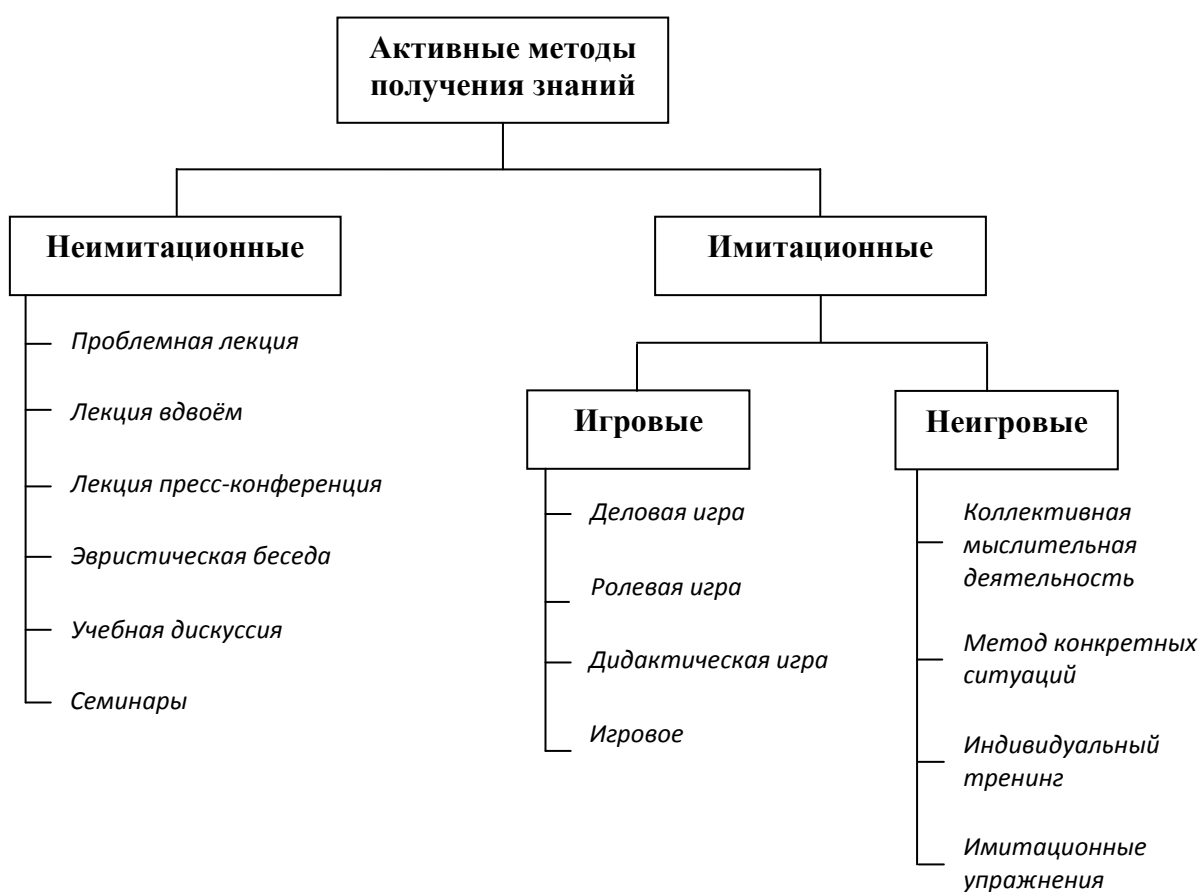 Активные методы
получения знаний
Неимитационные
Имитационные
Проблемная лекция
Лекция вдвоём
Лекция пресс-конференция
Эвристическая беседа
Учебная дискуссия
Семинары
Игровые
Деловая игра
Ролевая игра
Дидактическая игра
Игровое
Неигровые
Коллективная
мыслительная
деятельность
Метод конкретных
ситуаций
Индивидуальный
тренинг
Имитационные
упражнения